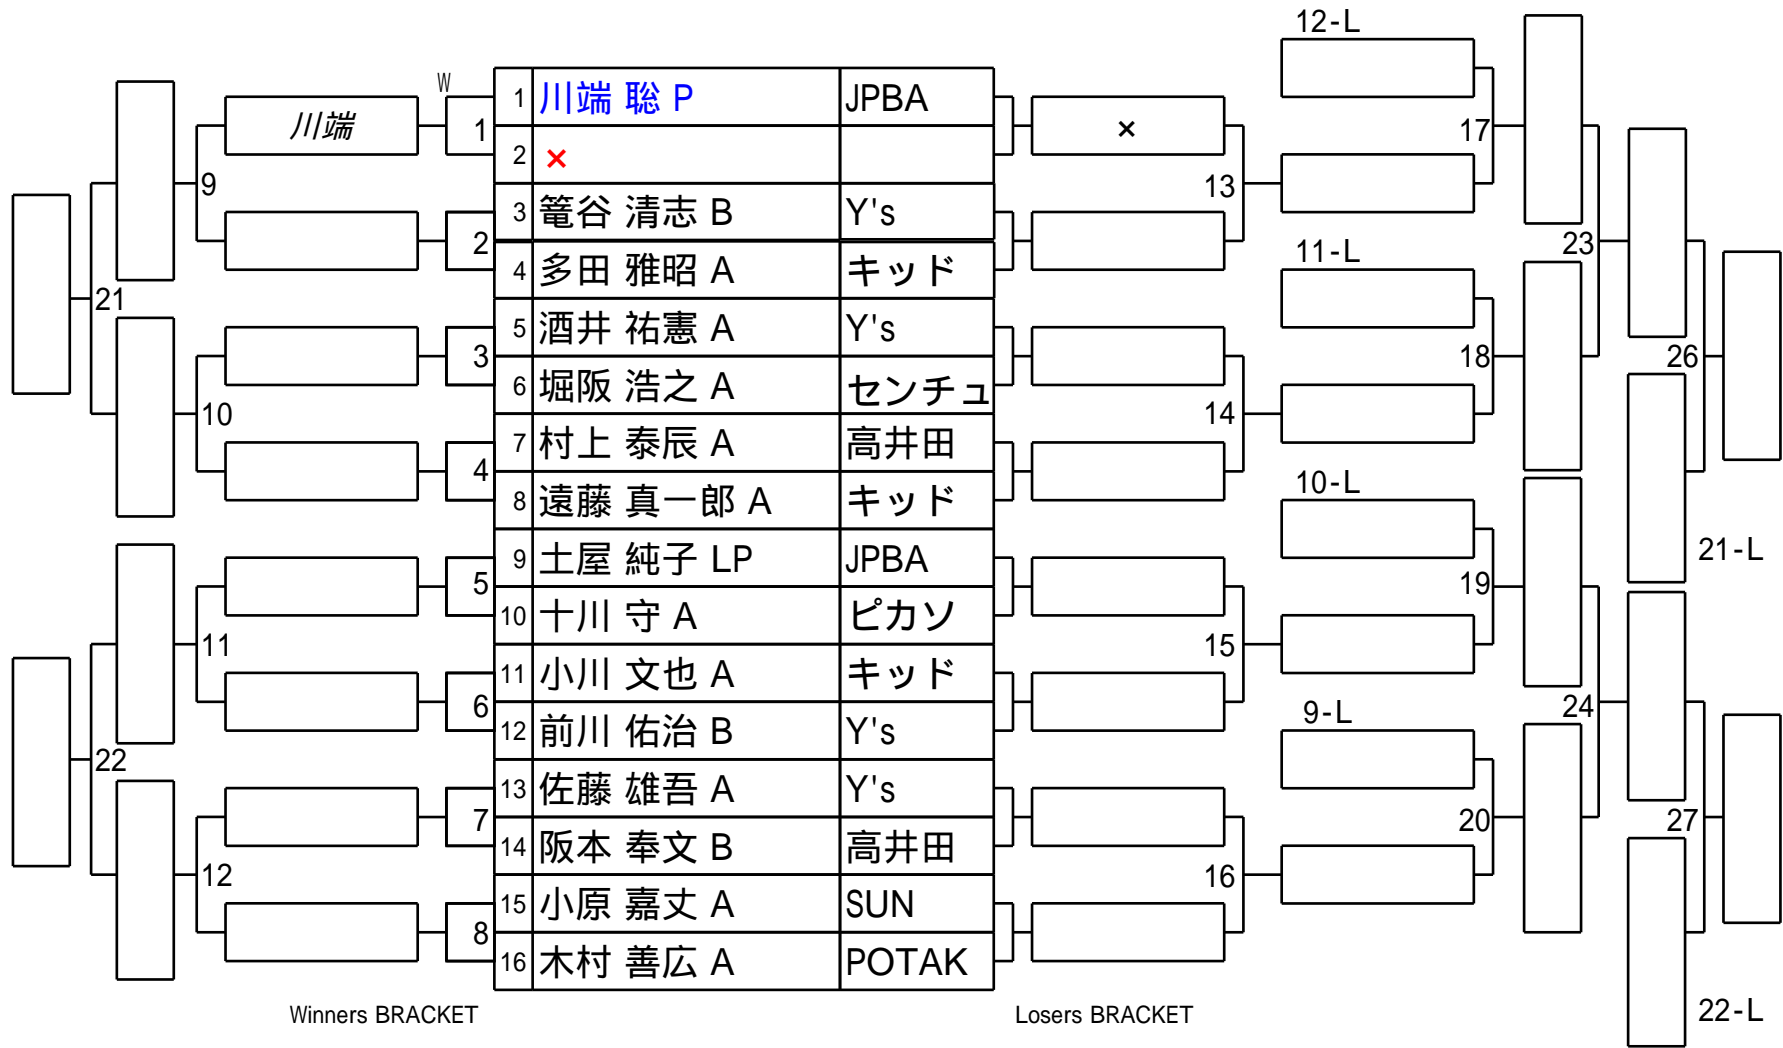 12-L
W
1 川端 聡 P JPBA
川端 1 × 17
2 ×
9 13
3 篭谷 清志 B Y's
2 23
4 多田 雅昭 A キッド 11-L
21
5 酒井 祐憲 A Y's
3 18 26
6 堀阪 浩之 A センチュ
10 14
7 村上 泰辰 A 高井田
4 10-L
8 遠藤 真一郎 A キッド
9 土屋 純子 LP JPBA 21-L
5 19
10 十川 守 A ピカソ
11 15
11 小川 文也 A キッド
6 9-L 24
12 前川 佑治 B Y's
22
13 佐藤 雄吾 A Y's
7 20 27
14 阪本 奉文 B 高井田
12 16
15 小原 嘉丈 A SUN
8
16 木村 善広 A POTAK
Winners BRACKET Losers BRACKET 22-L